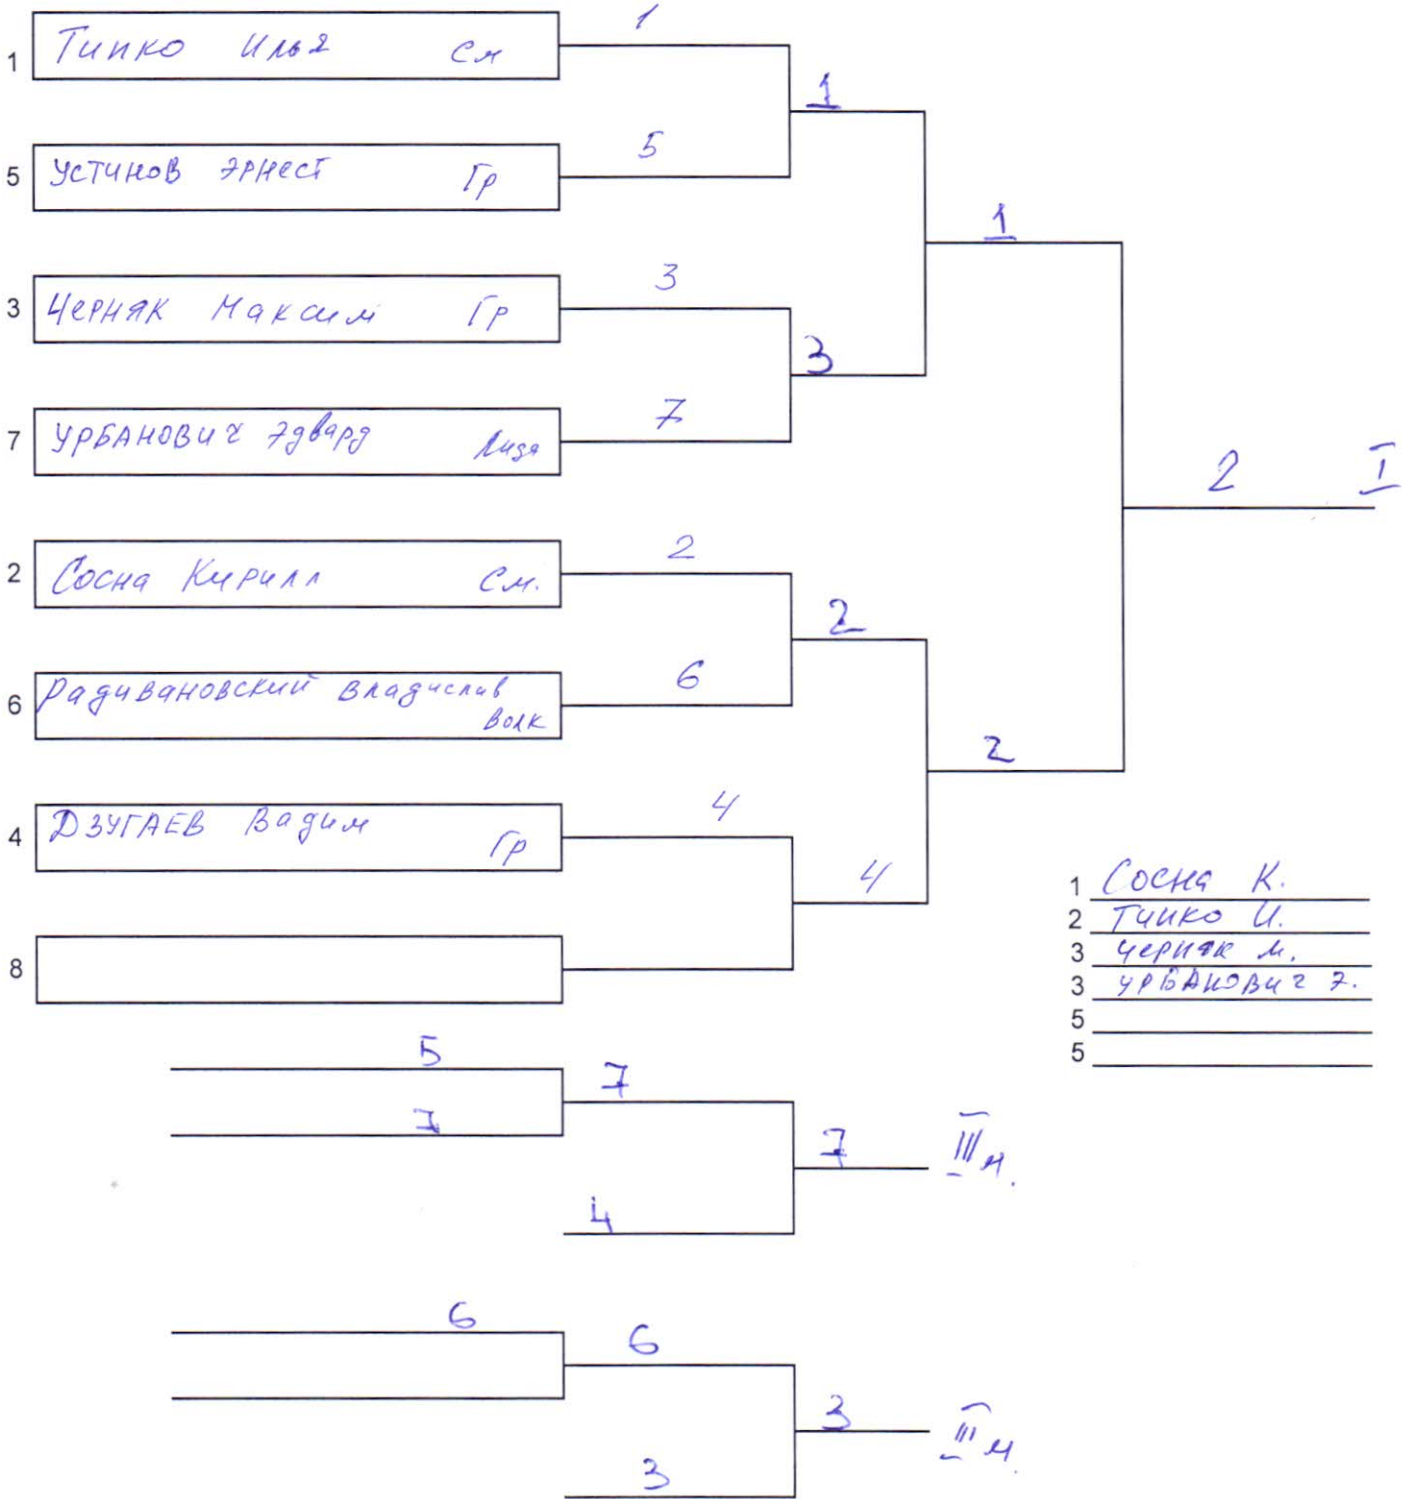 1
1 Типко Илья См
1
5
5 Устинов Эрнест Гр
1
3
3 Черняк Максим Гр
3
7
7 Урбанович Эдвард Лида
2 I
2
2 Сосна Кирилл См.
2
6
6 Радивановский Владислав
Волк
2
4
4 Дзугаев Вадим
Гр
4
8
1 Сосна К.
2 Типко И.
3 Черняк М.
3 Урбанович Э.
5
5
5
7
7
7 III м.
4
6
6
3 III м.
3